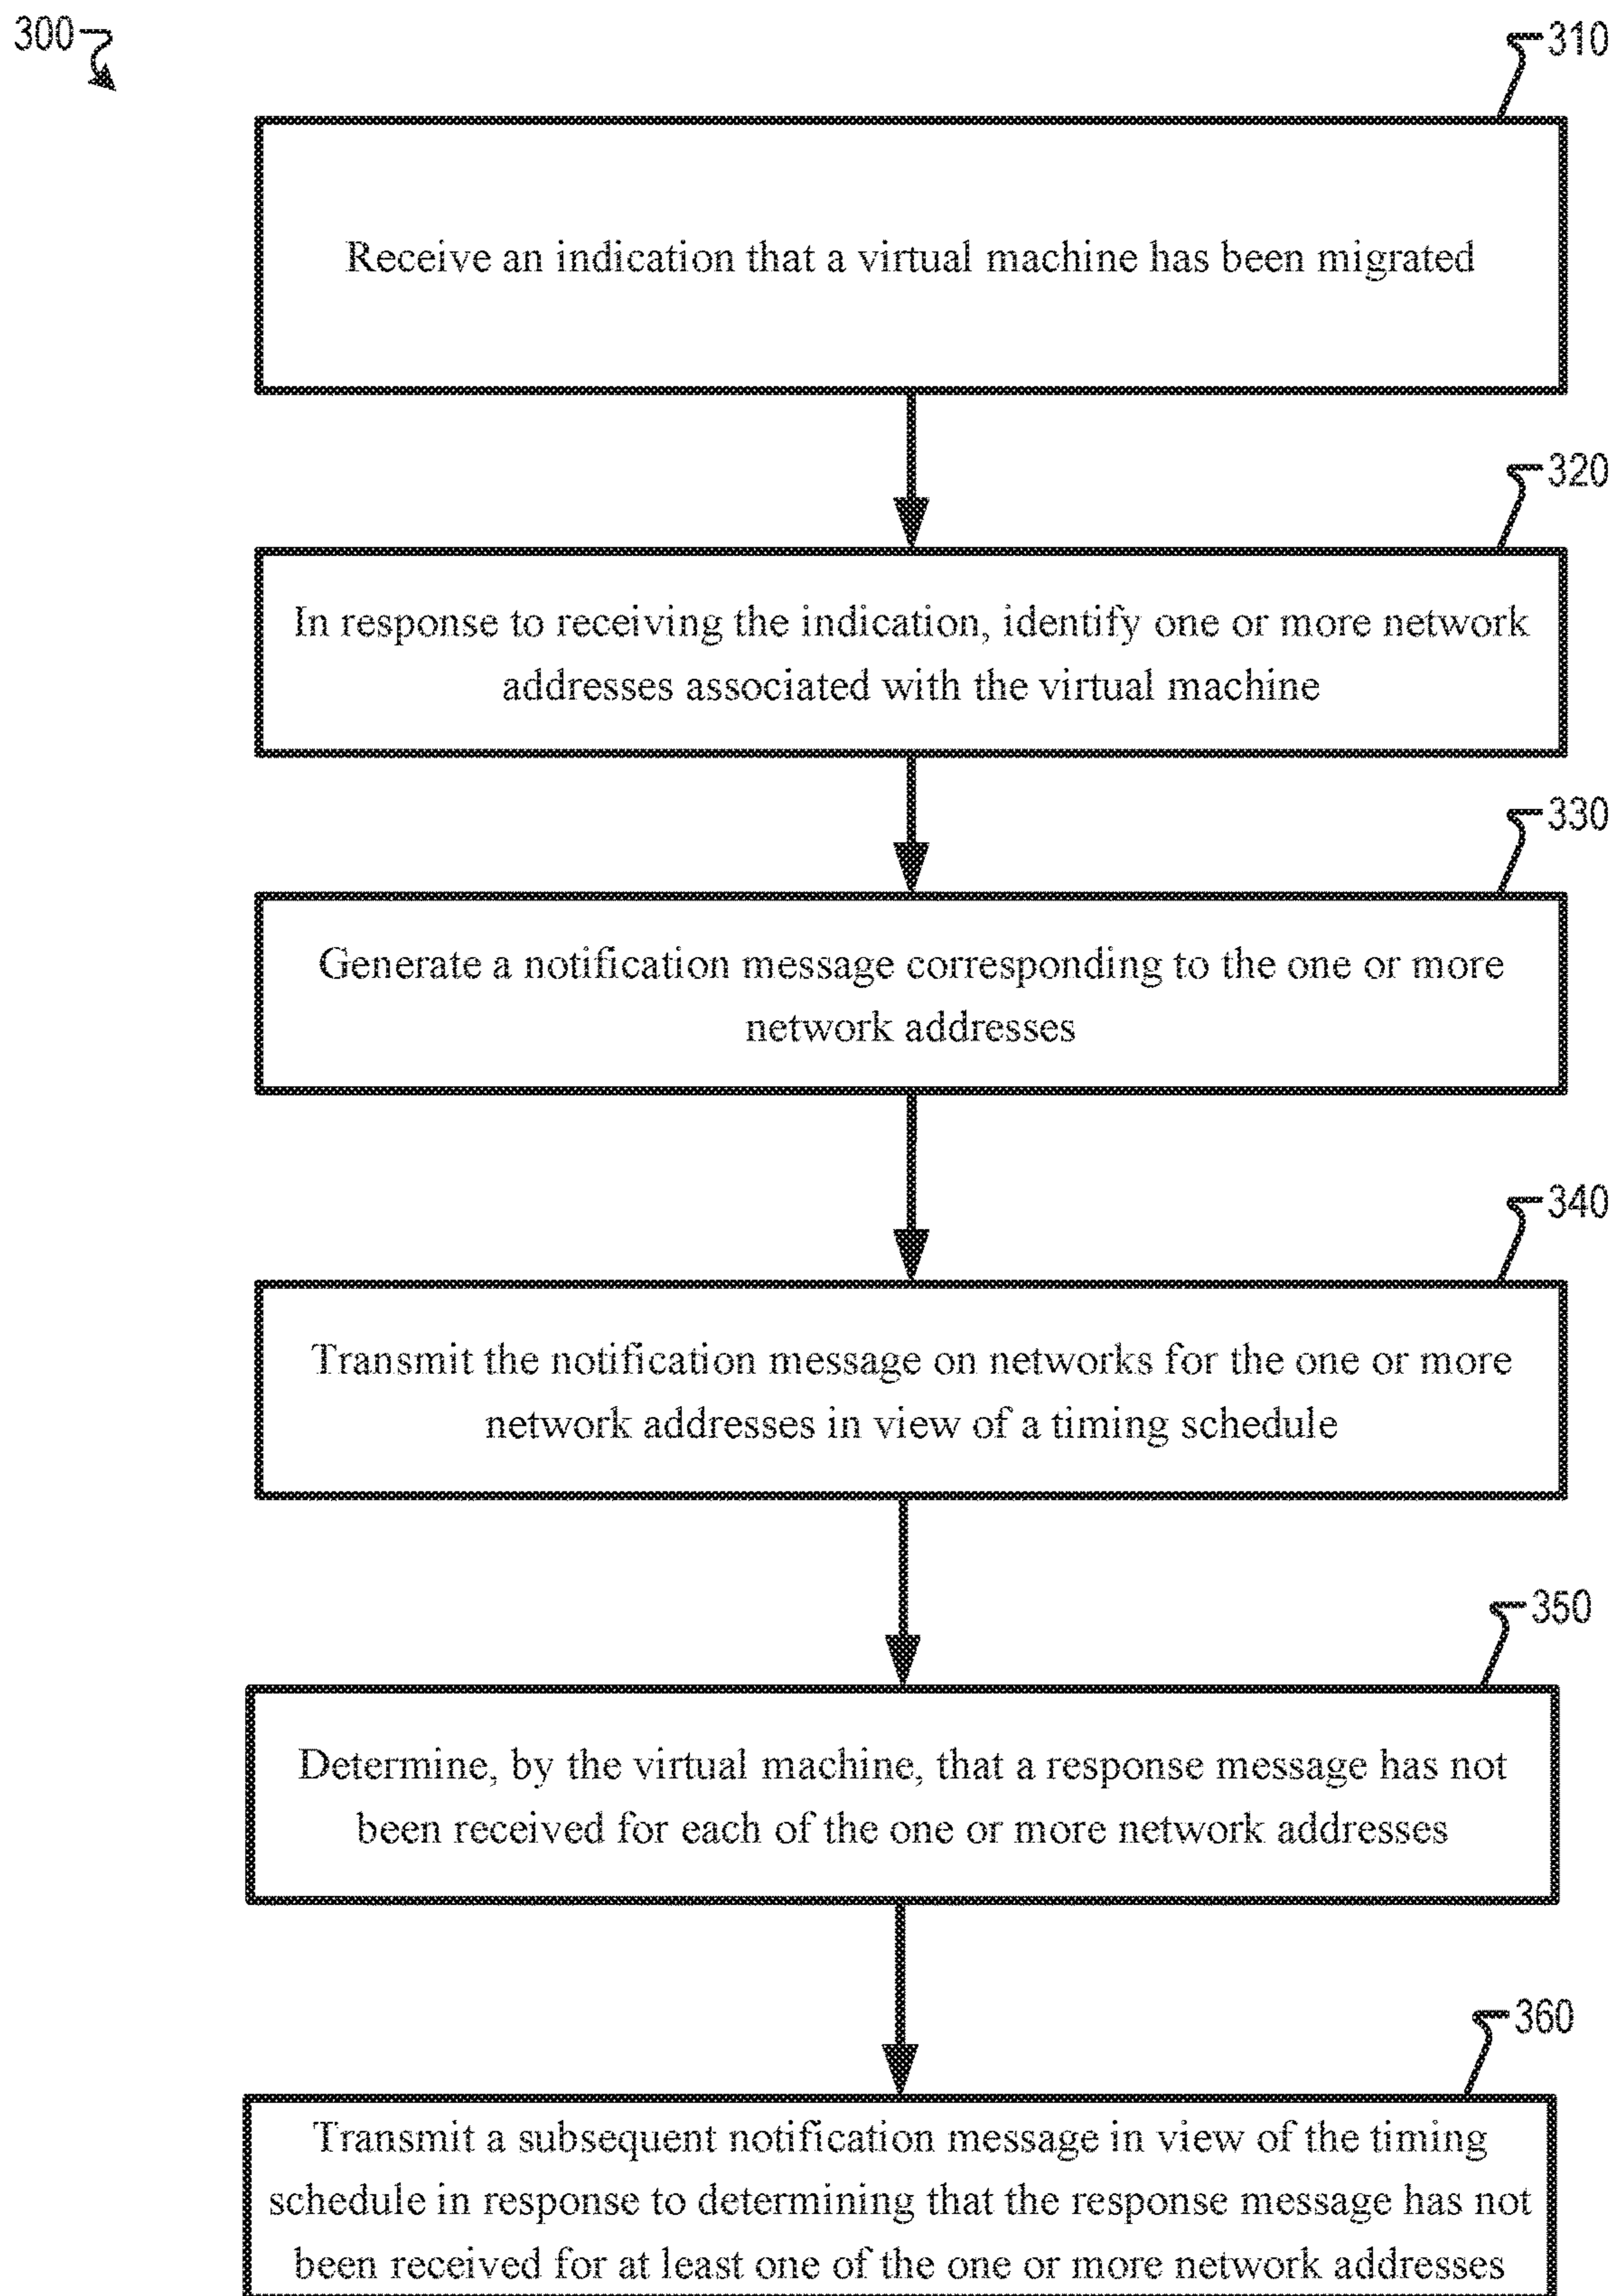 300
310
Receive an indication that a virtual machine has been migrated
320
In response to receiving the indication, identify one or more network
addresses associated with the virtual machine
330
Generate a notification message corresponding to the one or more
network addresses
340
Transmit the notification message on networks for the one or more
network addresses in view of a timing schedule
350
Determine, by the virtual machine, that a response message has not
been received for each of the one or more network addresses
360
Transmit a subsequent notification message in view of the timing
schedule in response to determining that the response message has not
been received for at least one of the one or more network addresses